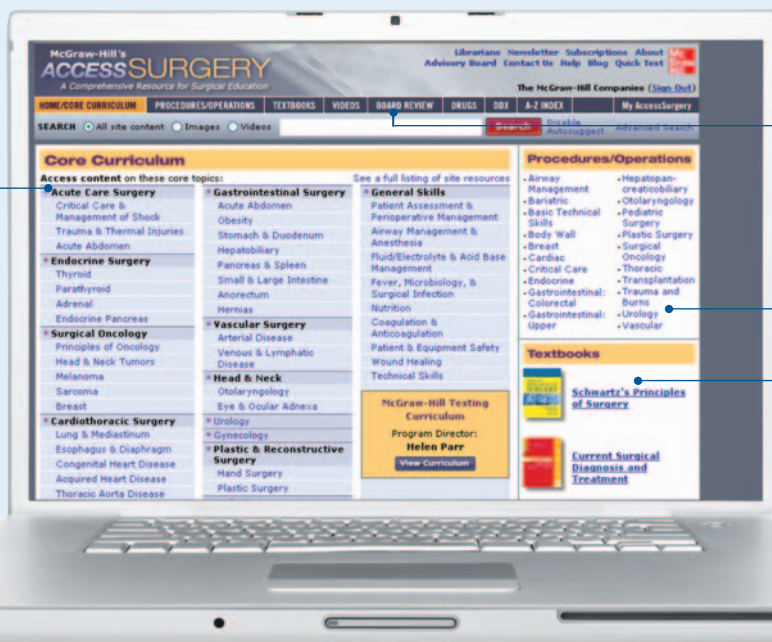 McGraw-Hill's
ACCESSSURGERY
A Comprehensive Resource for Surgical Education
Librarians Newsletter Subscriptions About
Advisory Board Contact Us Help Blog Quick Test
The McGraw-Hill Companies (Sign Out)
HOME/CORE CURRICULUM PROCEDURES/OPERATIONS TEXTBOOKS VIDEOS BOARD REVIEW DRUGS DDX A-Z INDEX My AccessSurgery
SEARCH All site content Images Videos Search Disable Autosuggest Advanced Search
Core Curriculum
Access content on these core topics: See a full listing of site resources
Acute Care Surgery
Critical Care &
Management of Shock
Trauma & Thermal Injuries
Acute Abdomen
Endocrine Surgery
Thyroid
Parathyroid
Adrenal
Endocrine Pancreas
Surgical Oncology
Principles of Oncology
Head & Neck Tumors
Melanoma
Sarcoma
Breast
Cardiothoracic Surgery
Lung & Mediastinum
Esophagus & Diaphragm
Congenital Heart Disease
Acquired Heart Disease
Thoracic Aorta Disease
Gastrointestinal Surgery
Acute Abdomen
Obesity
Stomach & Duodenum
Hepatobiliary
Pancreas & Spleen
Small & Large Intestine
Anorectum
Hernias
Vascular Surgery
Arterial Disease
Venous & Lymphatic
Disease
Head & Neck
Otolaryngology
Eye & Ocular Adnexa
Urology
Gynecology
Plastic & Reconstructive
Surgery
Hand Surgery
Plastic Surgery
General Skills
Patient Assessment &
Perioperative Management
Airway Management &
Anesthesia
Fluid/Electrolyte & Acid Base
Management
Fever, Microbiology, &
Surgical Infection
Nutrition
Coagulation &
Anticoagulation
Patient & Equipment Safety
Wound Healing
Technical Skills
McGraw-Hill Testing
Curriculum
Program Director:
Helen Parr
View Curriculum
Procedures/Operations
Airway
Management
Bariatric
Basic Technical
Skills
Body Wall
Breast
Cardiac
Critical Care
Endocrine
Gastrointestinal:
Colorectal
Gastrointestinal:
Upper
Hepatopan-
creaticobiliary
Otolaryngology
Pediatric
Surgery
Plastic Surgery
Surgical
Oncology
Thoracic
Transplantation
Trauma and
Burns
Urology
Vascular
Textbooks
Schwartz's Principles
of Surgery
Current Surgical
Diagnosis and
Treatment